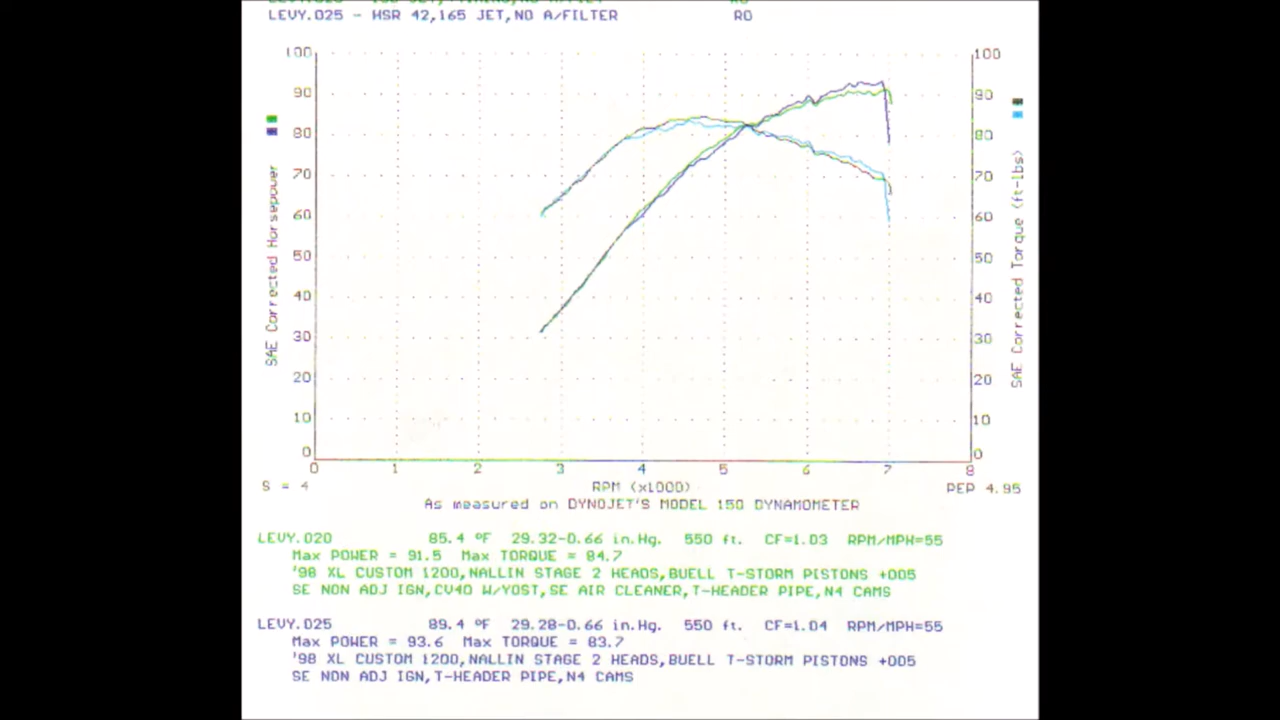 LEVY.025 - HSR 42,165 JET,NO A/FILTER RO
100 100
90 90
80 80
70 70
60 60
50 50
40 40
30 30
20 20
10 10
0 0
SAE Corrected Horsepower
SAE Corrected Torque (ft-lbs)
0 1 2 3 4 5 6 7 8
S = 4 RPM (x1000) PEP 4.95
As measured on DYNOJET'S MODEL 150 DYNAMOMETER
LEVY.020 85.4 ºF 29.32-0.66 in.Hg. 550 ft. CF=1.03 RPM/MPH=55
Max POWER = 91.5 Max TORQUE = 84.7
'98 XL CUSTOM 1200,NALLIN STAGE 2 HEADS,BUELL T-STORM PISTONS +005
SE NON ADJ IGN,CV40 W/YOST,SE AIR CLEANER,T-HEADER PIPE,N4 CAMS
LEVY.025 89.4 ºF 29.28-0.66 in.Hg. 550 ft. CF=1.04 RPM/MPH=55
Max POWER = 93.6 Max TORQUE = 83.7
'98 XL CUSTOM 1200,NALLIN STAGE 2 HEADS,BUELL T-STORM PISTONS +005
SE NON ADJ IGN,T-HEADER PIPE,N4 CAMS